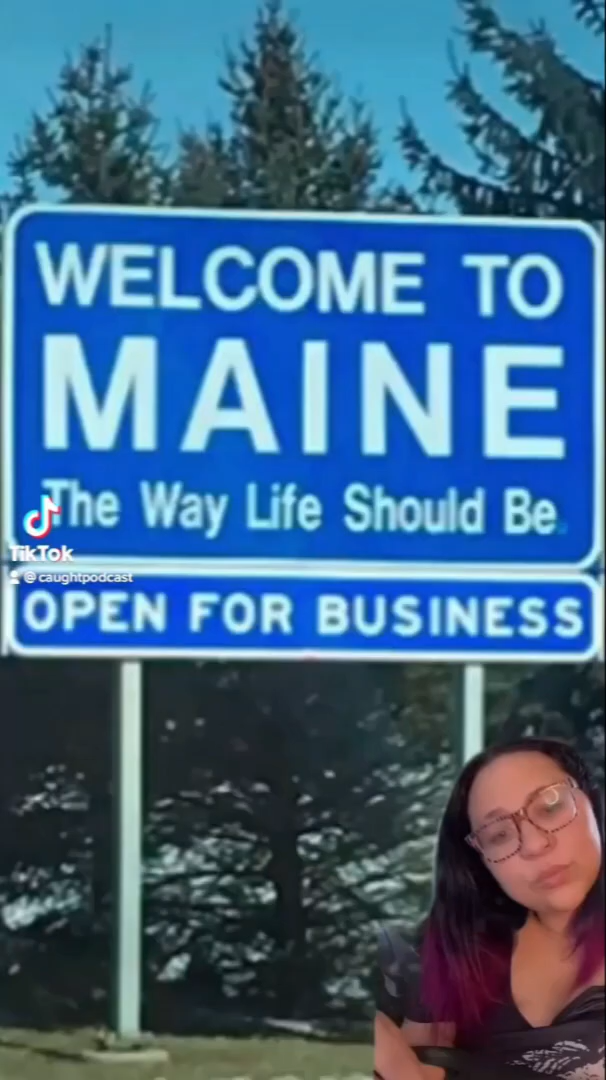 WELCOME TO
MAINE
The Way Life Should Be.
TikTok
@caughtpodcast
OPEN FOR BUSINESS